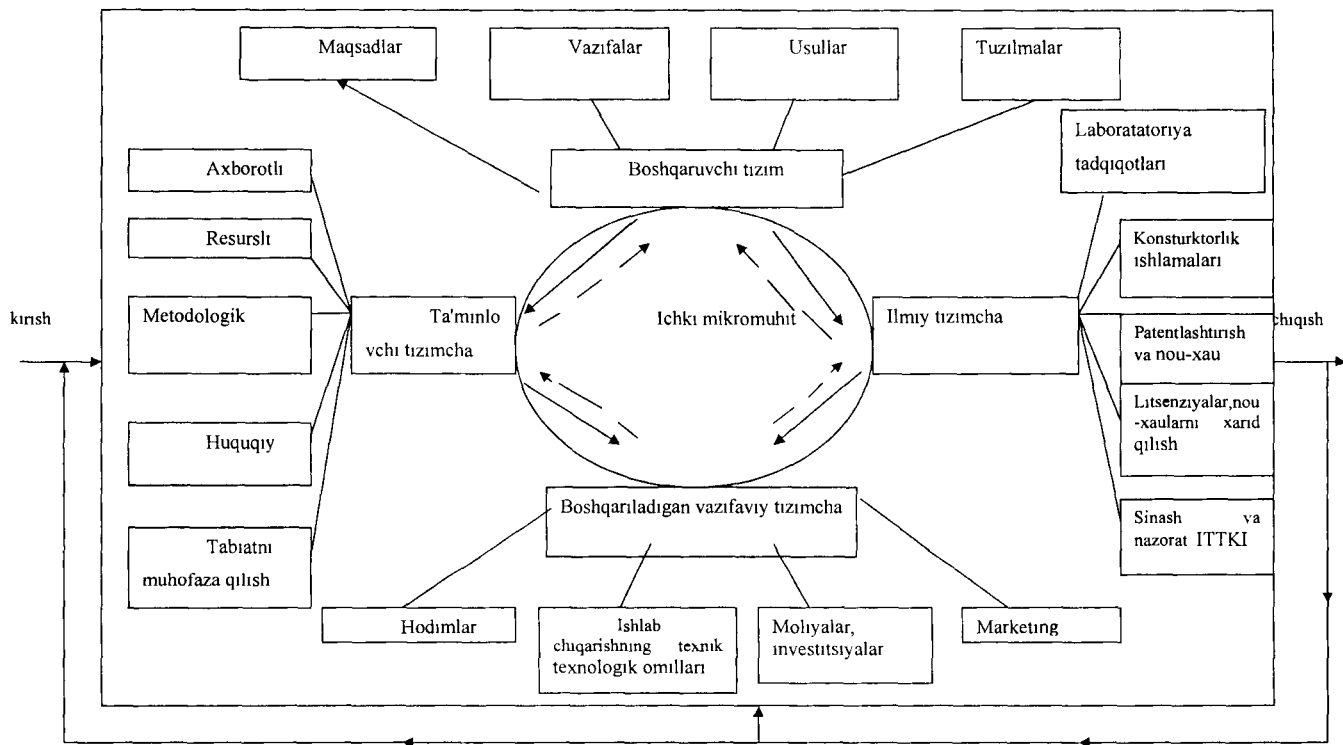 Maqsadlar
Vazifalar
Usullar
Tuzilmalar
Laboratatoriya
tadqiqotlari
Boshqaruvchi tizim
Axborotli
Resursli
Konsturktorlik
ishlamalari
kirish
Metodologik
Ta'minlo
vchi tizimcha
Ichki mikromuhit
Ilmiy tizimcha
Patentlashtirish
va nou-xau
chiqish
Litsenziyalar,nou
-xaularni xarid
qilish
Huquqiy
Boshqariladigan vazifaviy tizimcha
Sinash va
nazorat ITTKI
Tabiatni
muhofaza qilish
Hodimlar
Ishlab
chiqarishning texnik
texnologik omillari
Moliyalar,
investitsiyalar
Marketing